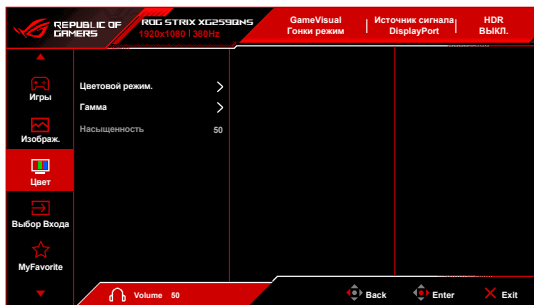 REPUBLIC OF
GAMERS
ROG STRIX XG259QNS
1920x1080 | 360Hz
GameVisual
Гонки режим
Источник сигнала
DisplayPort
HDR
ВЫКЛ.
Игры
Изображ.
Цвет
Выбор Входа
MyFavorite
Цветовой режим.
Гамма
Насыщенность 50
Volume 50
Back
Enter
Exit